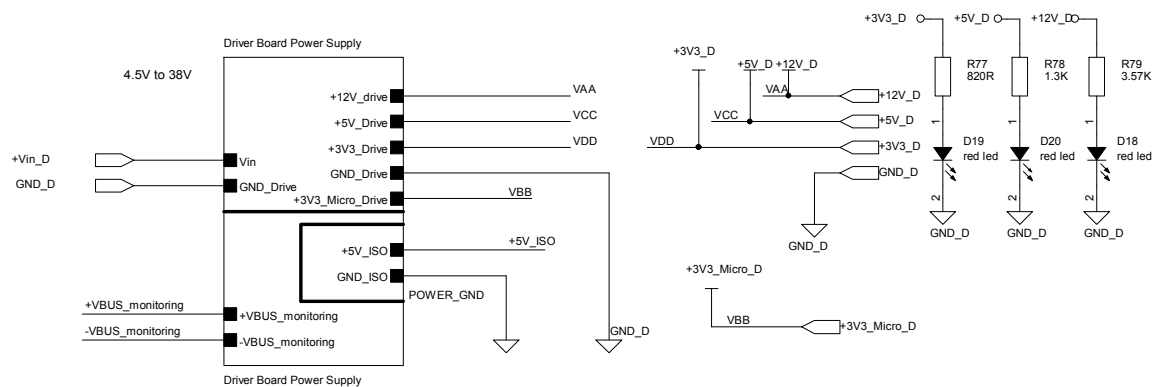 Driver Board Power Supply
4.5V to 38V
+12V_drive
+5V_Drive
+3V3_Drive
GND_Drive
+3V3_Micro_Drive
Vin
GND_Drive
+5V_ISO
GND_ISO
+VBUS_monitoring
-VBUS_monitoring
Driver Board Power Supply
+Vin_D
GND_D
+VBUS_monitoring
-VBUS_monitoring
VAA
VCC
VDD
VBB
+5V_ISO
POWER_GND
GND_D
+3V3_D
+5V_D
+12V_D
VAA
VCC
VDD
+12V_D
+5V_D
+3V3_D
GND_D
GND_D
+3V3_Micro_D
VBB
+3V3_Micro_D
+3V3_D
+5V_D
+12V_D
R77
820R
R78
1.3K
R79
3.57K
1
1
1
D19
red led
D20
red led
D18
red led
2
2
2
GND_D
GND_D
GND_D